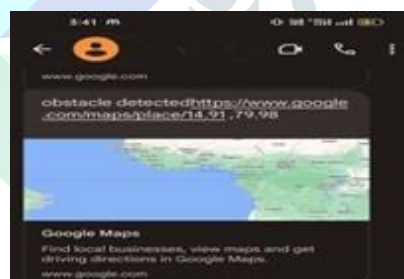 3:41 PM
www.google.com
obstacle detectedhttps://www.google
.com/maps/place/14.91,79.98
Google Maps
Find local businesses, view maps and get
driving directions in Google Maps.
www.google.com